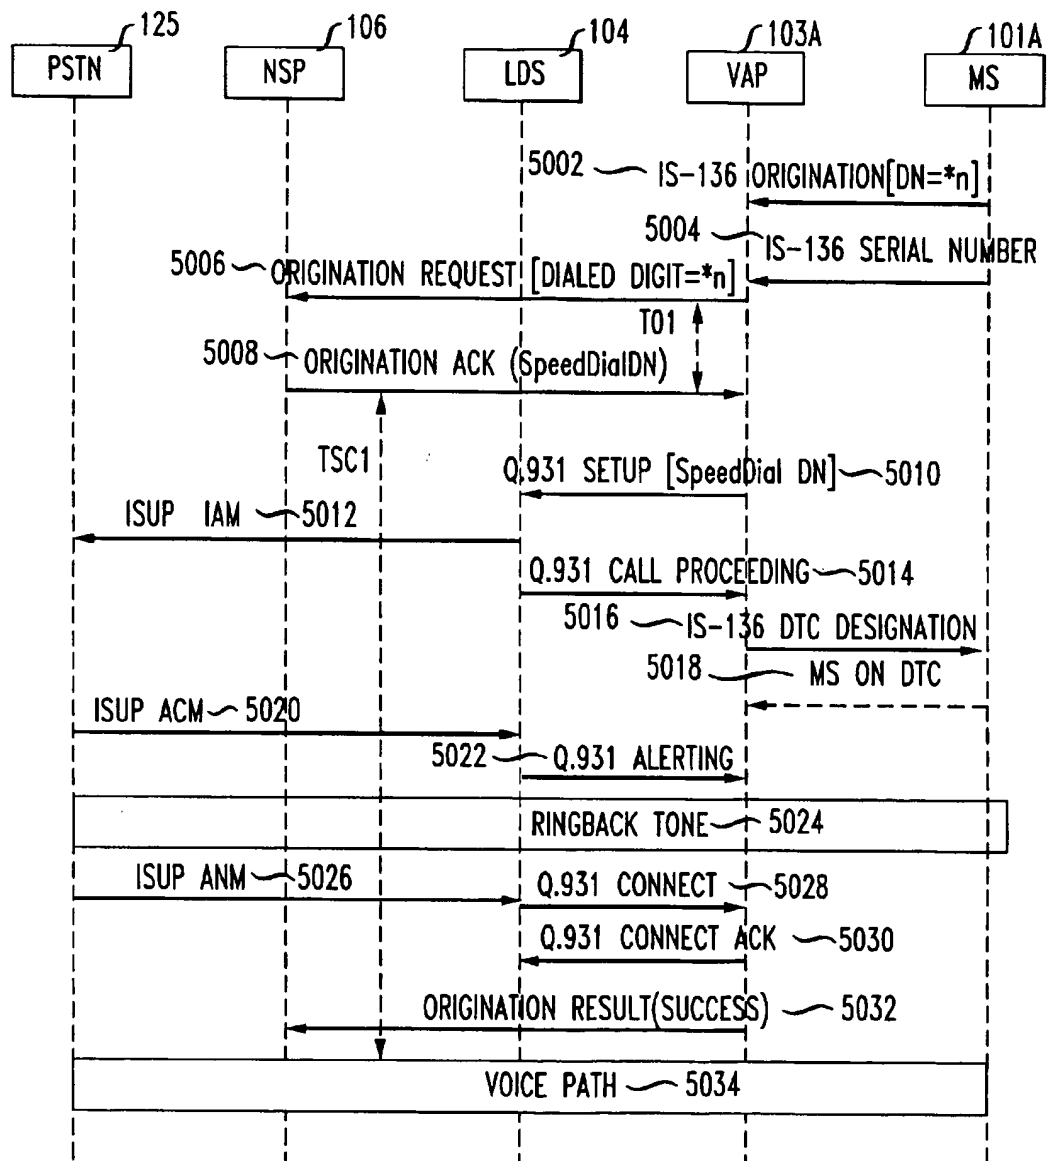 125 106 104 103A 101A
PSTN NSP LDS VAP MS
5002 IS-136 ORIGINATION[DN=*n]
5004 IS-136 SERIAL NUMBER
5006 ORIGINATION REQUEST [DIALED DIGIT=*n]
TO1
5008 ORIGINATION ACK (SpeedDialDN)
TSC1
Q.931 SETUP [SpeedDial DN] 5010
ISUP IAM 5012
Q.931 CALL PROCEEDING 5014
5016 IS-136 DTC DESIGNATION
5018 MS ON DTC
ISUP ACM 5020
5022 Q.931 ALERTING
RINGBACK TONE 5024
ISUP ANM 5026
Q.931 CONNECT 5028
Q.931 CONNECT ACK 5030
ORIGINATION RESULT(SUCCESS) 5032
VOICE PATH 5034